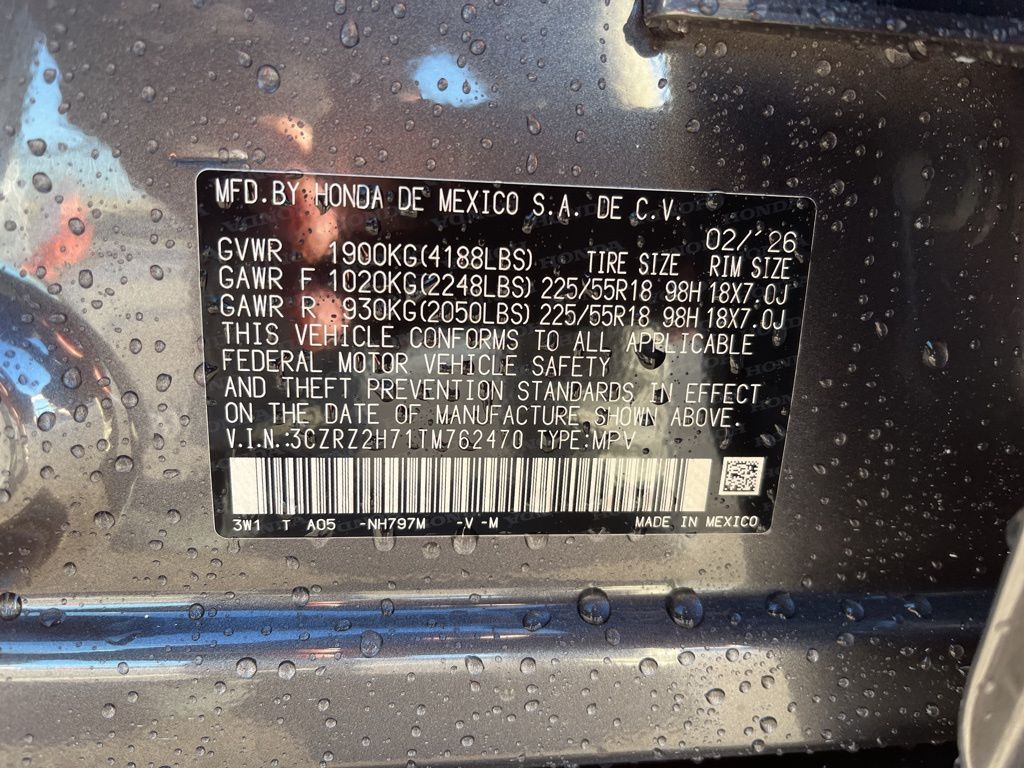 MFD.BY HONDA DE MEXICO S.A. DE C.V.
02/'26
GVWR 1900KG(4188LBS) TIRE SIZE RIM SIZE
GAWR F 1020KG(2248LBS) 225/55R18 98H 18X7.0J
GAWR R 930KG(2050LBS) 225/55R18 98H 18X7.0J
THIS VEHICLE CONFORMS TO ALL APPLICABLE
FEDERAL MOTOR VEHICLE SAFETY
AND THEFT PREVENTION STANDARDS IN EFFECT
ON THE DATE OF MANUFACTURE SHOWN ABOVE.
V.I.N.:3CZRZ2H71TM762470 TYPE:MPV
3W1 T A05 -NH797M -V -M MADE IN MEXICO